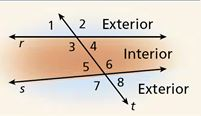 1 2 Exterior
r
3 4
Interior
5 6
s
7 8 Exterior
t